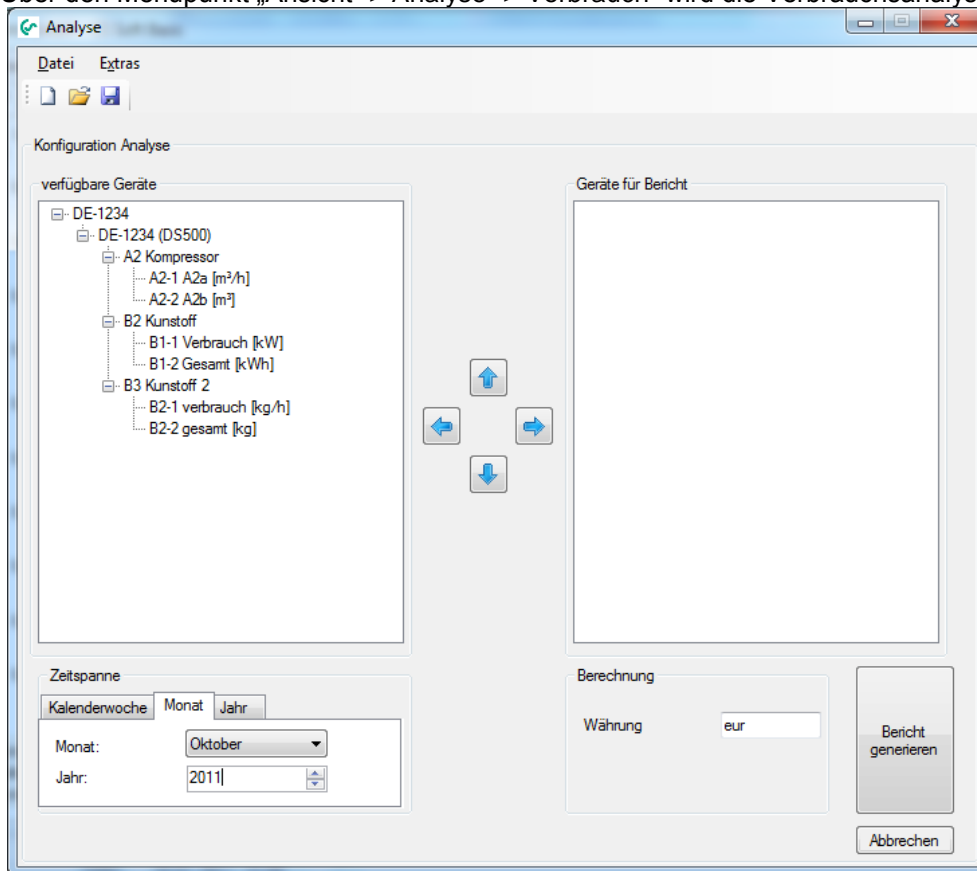 Über den Menüpunkt „Ansicht -> Analyse -> Verbrauch" wird die Verbrauchsanalyse
Analyse
Datei Extras
Konfiguration Analyse
verfügbare Geräte
DE-1234
DE-1234 (DS500)
A2 Kompressor
A2-1 A2a [m³/h]
A2-2 A2b [m³]
B2 Kunstoff
B1-1 Verbrauch [kW]
B1-2 Gesamt [kWh]
B3 Kunstoff 2
B2-1 verbrauch [kg/h]
B2-2 gesamt [kg]
Geräte für Bericht
Zeitspanne
Kalenderwoche Monat Jahr
Monat: Oktober
Jahr: 2011
Berechnung
Währung eur
Bericht
generieren
Abbrechen